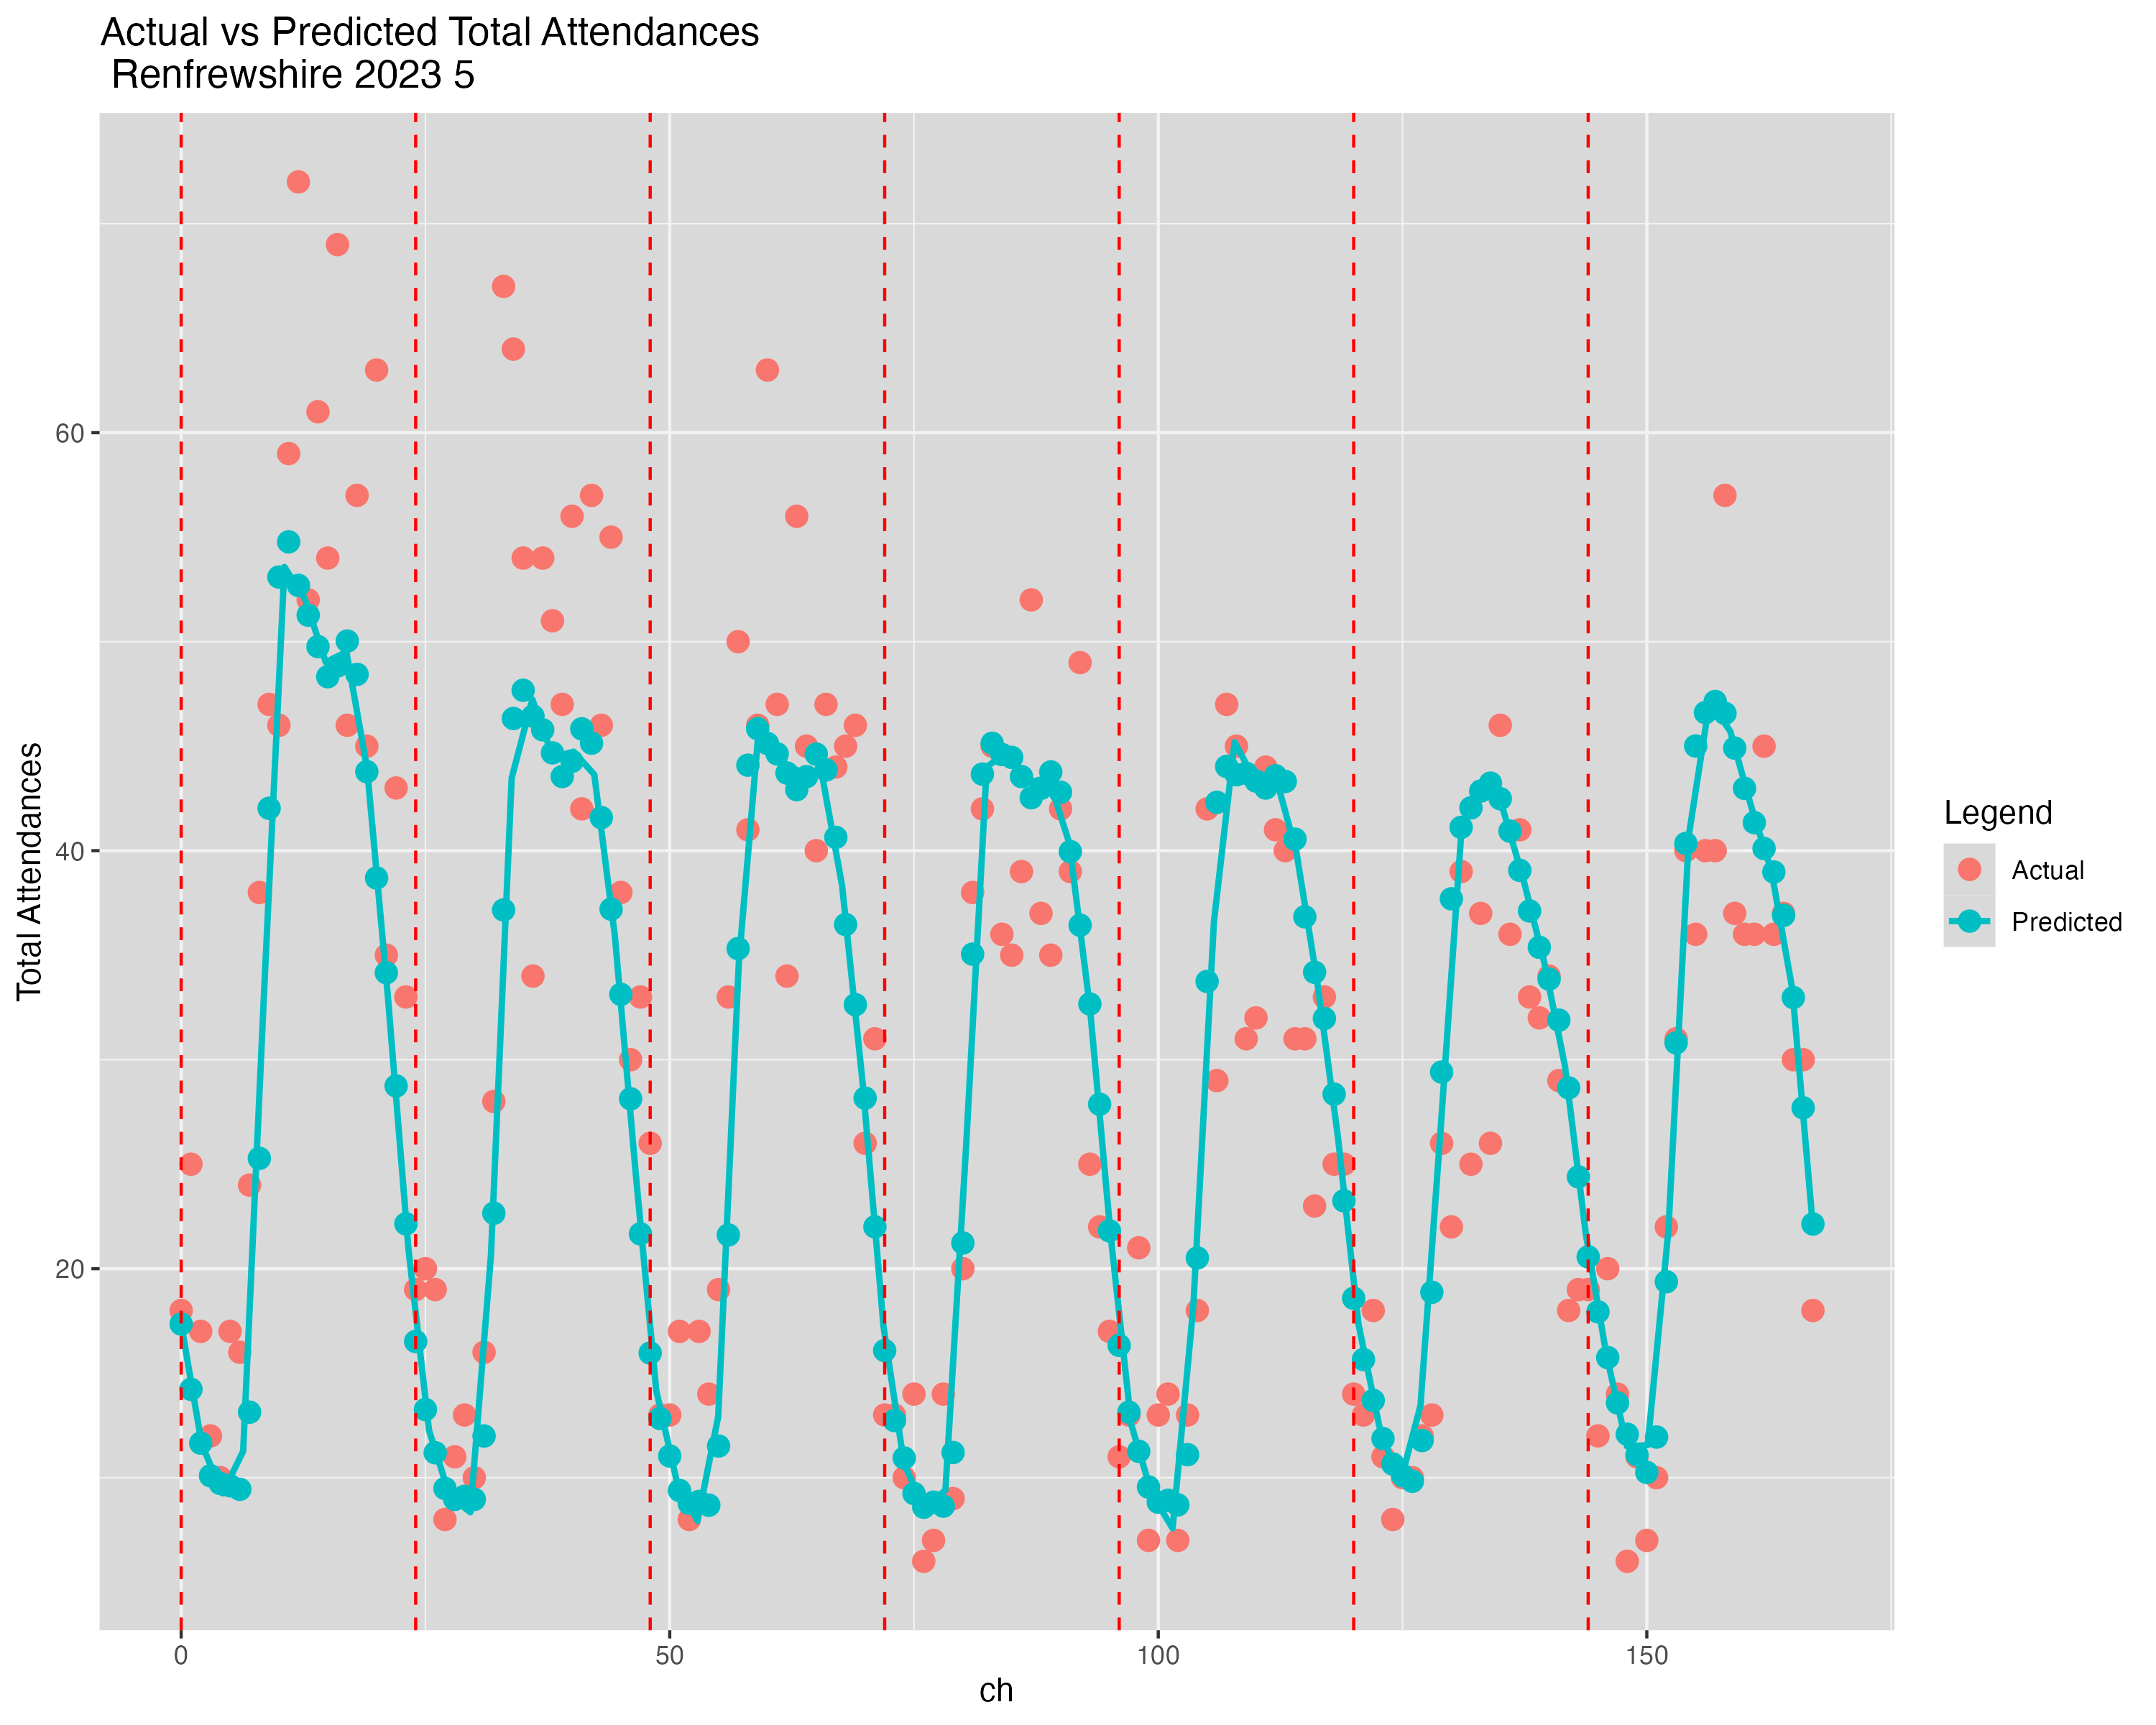 Actual vs Predicted Total Attendances
Renfrewshire 2023 5
Total Attendances
60
40
20
0
50
100
150
ch
Legend
Actual
Predicted